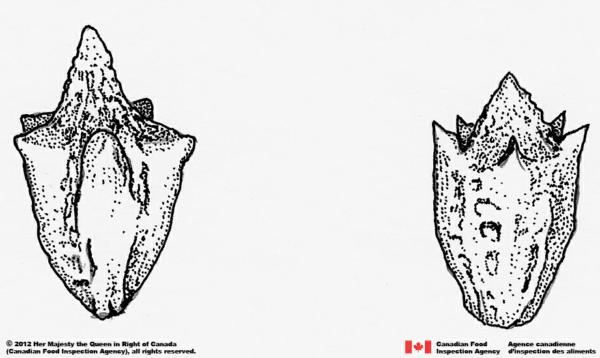 © 2012 Her Majesty the Queen in Right of Canada
(Canadian Food Inspection Agency), all rights reserved.
Canadian Food
Inspection Agency
Agence canadienne
d'inspection des aliments